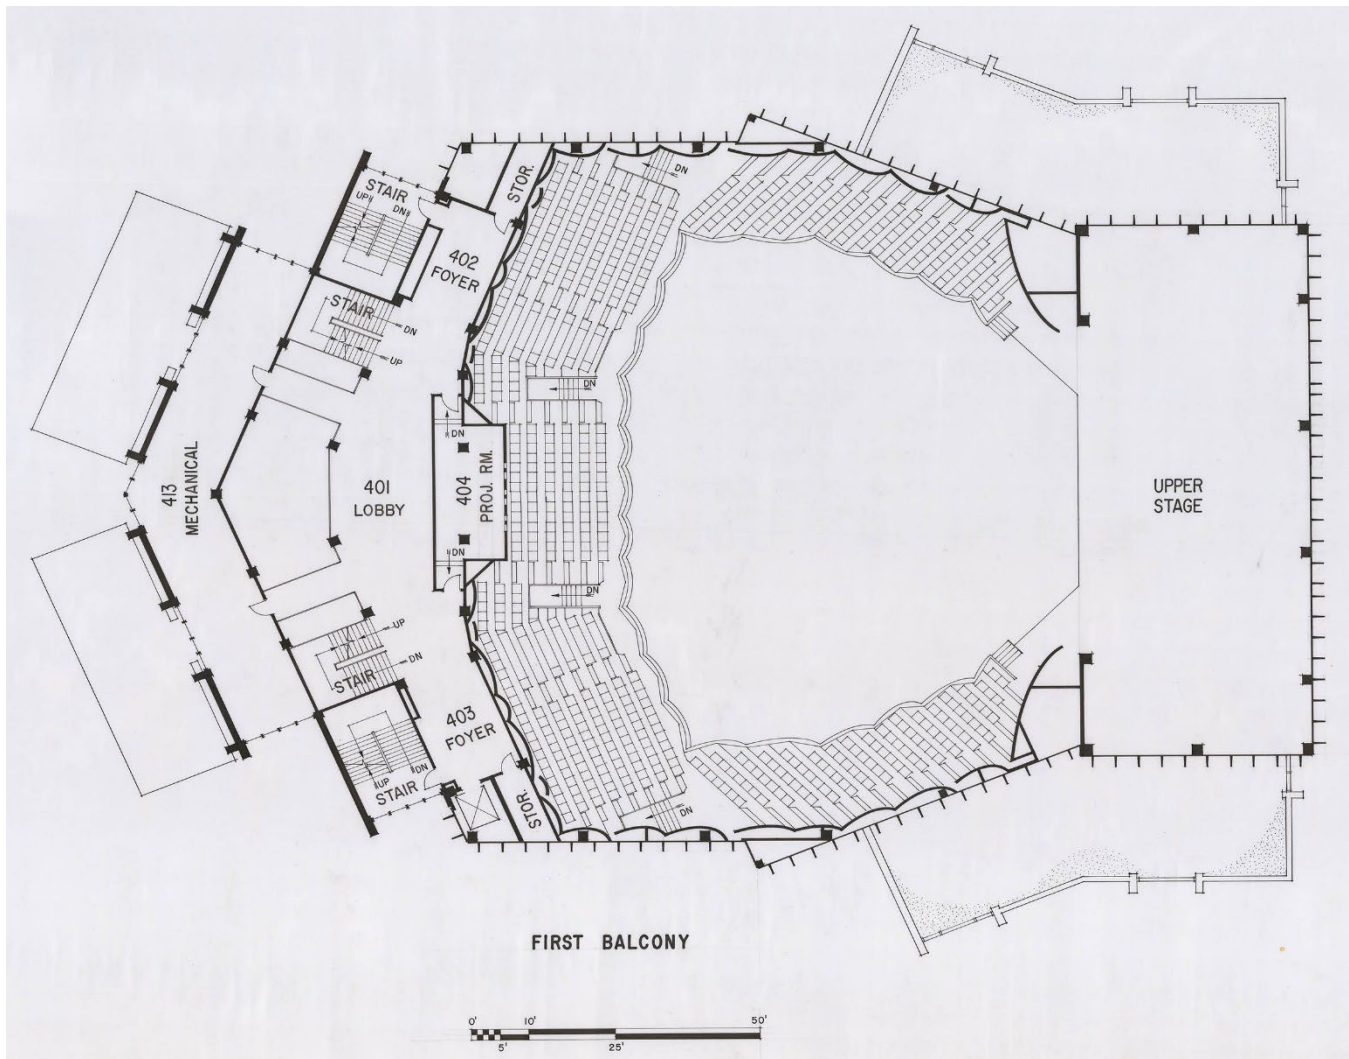 STAIR
UP
DN
STOR.
DN
402
FOYER
STAIR
DN
UP
DN
DN
413
MECHANICAL
401
LOBBY
404
PROJ. RM.
UPPER
STAGE
DN
DN
UP
DN
STAIR
403
FOYER
UP
DN
STAIR
STOR.
DN
FIRST BALCONY
0' 10' 50'
5' 25'